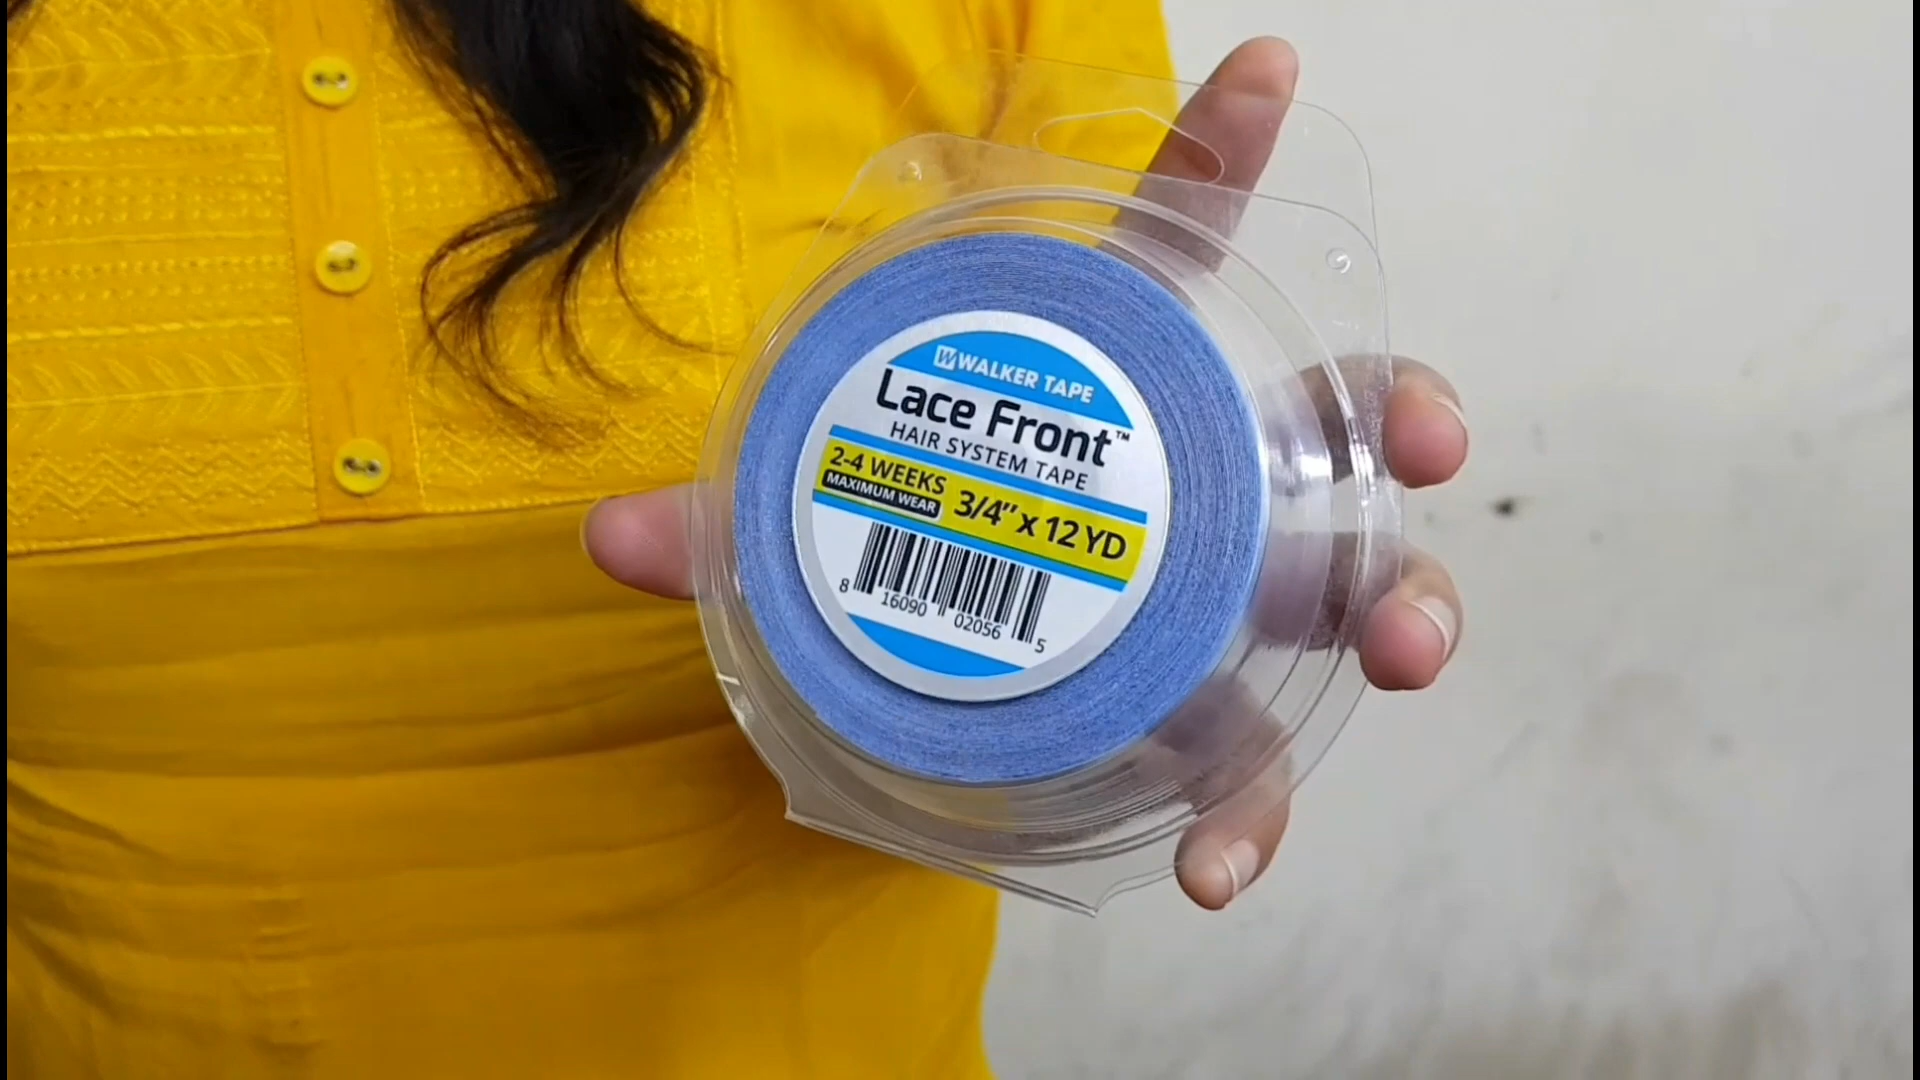 W WALKER TAPE
Lace Front™
HAIR SYSTEM TAPE
2-4 WEEKS
MAXIMUM WEAR
3/4" x 12 YD
8 16090 02056 5